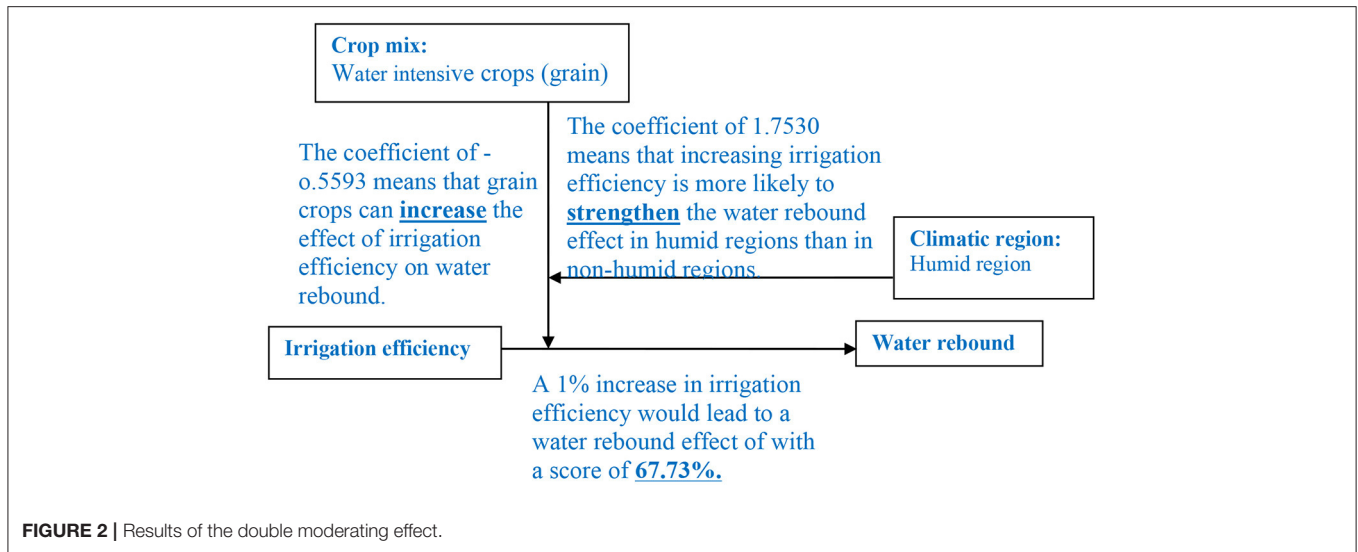 Crop mix:
Water intensive crops (grain)
The coefficient of -
o.5593 means that grain
crops can increase the
effect of irrigation
efficiency on water
rebound.
The coefficient of 1.7530
means that increasing irrigation
efficiency is more likely to
strengthen the water rebound
effect in humid regions than in
non-humid regions.
Climatic region:
Humid region
Irrigation efficiency
Water rebound
A 1% increase in irrigation
efficiency would lead to a
water rebound effect of with
a score of 67.73%.
FIGURE 2 | Results of the double moderating effect.